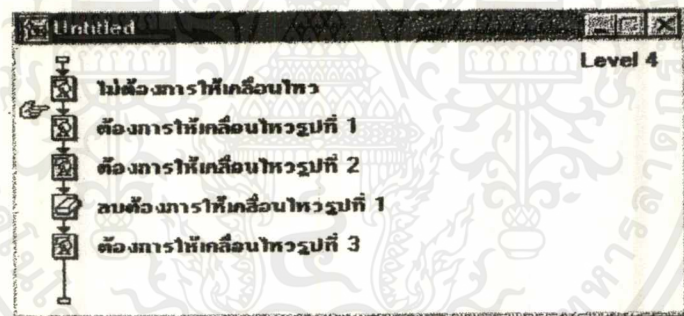 Untitled
Level 4
ไม่ต้องการให้เคลื่อนไหว
ต้องการให้เคลื่อนไหวรูปที่ 1
ต้องการให้เคลื่อนไหวรูปที่ 2
ลบต้องการให้เคลื่อนไหวรูปที่ 1
ต้องการให้เคลื่อนไหวรูปที่ 3